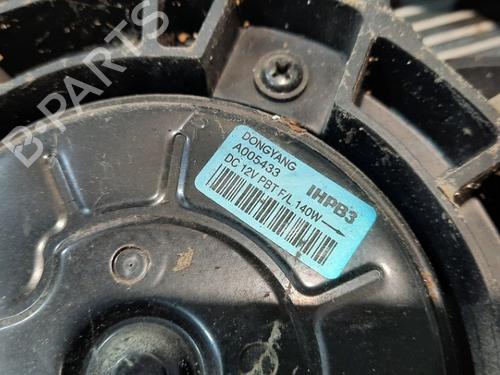 B-PARTS
DONGYANG
A005433
DC 12V PBT F/L 140W
IHPB3